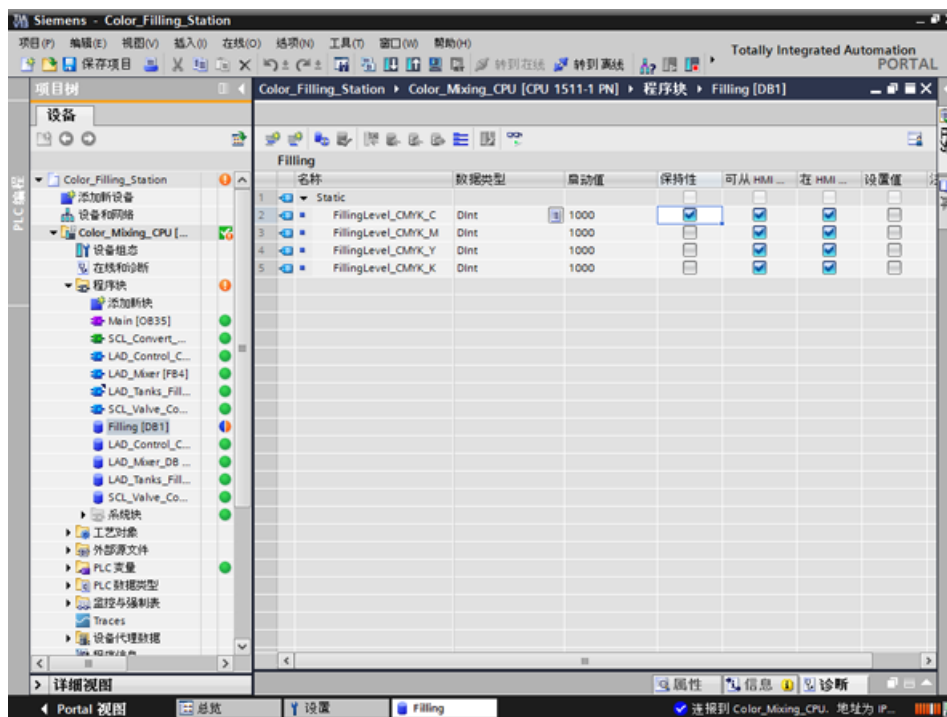 Siemens - Color_Filling_Station
项目(P) 编辑(E) 视图(V) 插入(I) 在线(O) 选项(N) 工具(T) 窗口(W) 帮助(H)
保存项目 转到在线 转到离线
Totally Integrated Automation
PORTAL
项目树
Color_Filling_Station ▸ Color_Mixing_CPU [CPU 1511-1 PN] ▸ 程序块 ▸ Filling [DB1]
设备
PLC 编程
Color_Filling_Station
添加新设备
设备和网络
Color_Mixing_CPU [...
设备组态
在线和诊断
程序块
添加新块
Main [OB35]
SCL_Convert_...
LAD_Control_C...
LAD_Mixer [FB4]
LAD_Tanks_Fill...
SCL_Valve_Co...
Filling [DB1]
LAD_Control_C...
LAD_Mixer_DB ...
LAD_Tanks_Fill...
SCL_Valve_Co...
系统块
工艺对象
外部源文件
PLC 变量
PLC 数据类型
监控与强制表
Traces
设备代理数据
Filling
名称 数据类型 启动值 保持性 可从 HMI ... 在 HMI ... 设置值
1 Static
2 FillingLevel_CMYK_C DInt 1000
3 FillingLevel_CMYK_M DInt 1000
4 FillingLevel_CMYK_Y DInt 1000
5 FillingLevel_CMYK_K DInt 1000
属性 信息 诊断
详细视图
Portal 视图 总览 设置 Filling
连接到 Color_Mixing_CPU. 地址为 IP...